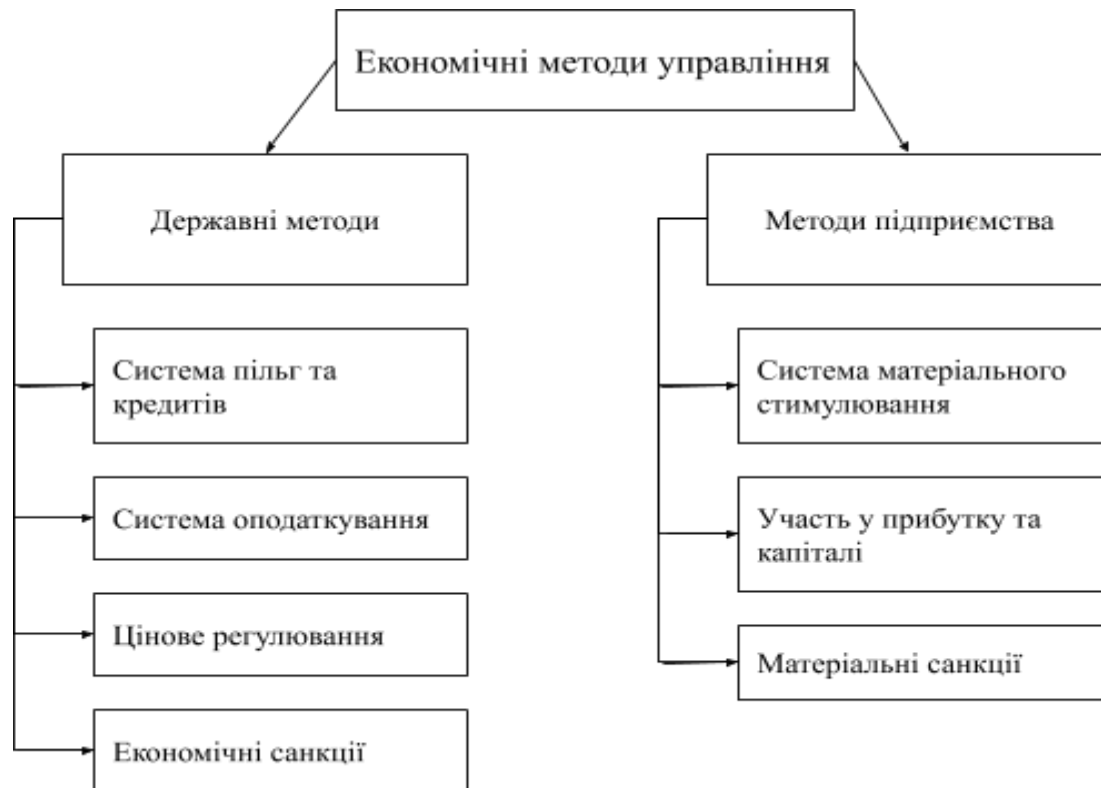 Економічні методи управління
Державні методи
Система пільг та
кредитів
Система оподаткування
Цінове регулювання
Економічні санкції
Методи підприємства
Система матеріального
стимулювання
Участь у прибутку та
капіталі
Матеріальні санкції